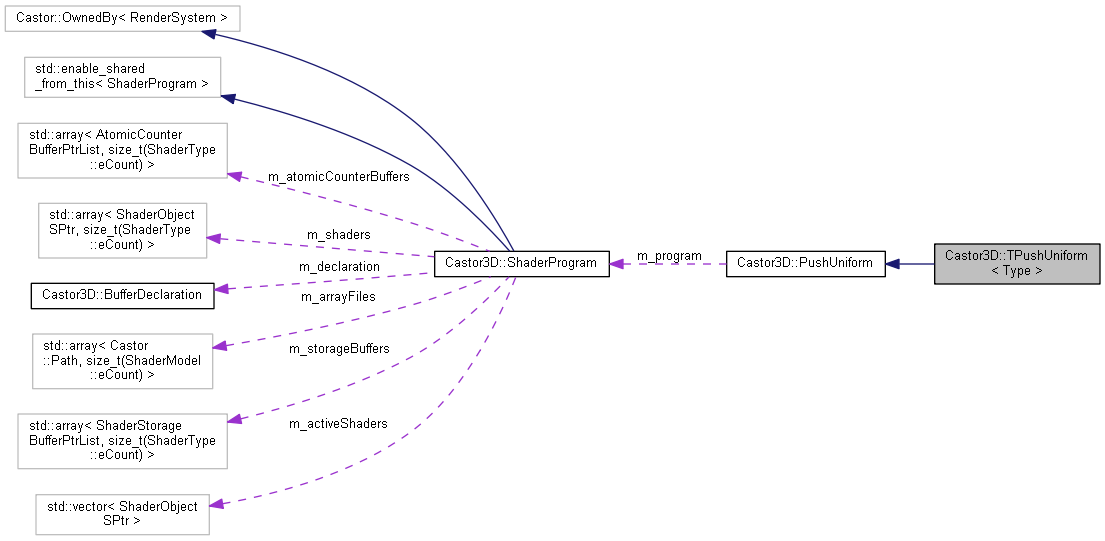 Castor::OwnedBy< RenderSystem >
std::enable_shared
_from_this< ShaderProgram >
std::array< AtomicCounter
BufferPtrList, size_t(ShaderType
::eCount) >
m_atomicCounterBuffers
std::array< ShaderObject
SPtr, size_t(ShaderType
::eCount) >
m_shaders
Castor3D::ShaderProgram
m_program
Castor3D::PushUniform
Castor3D::TPushUniform
< Type >
m_declaration
Castor3D::BufferDeclaration
m_arrayFiles
std::array< Castor
::Path, size_t(ShaderModel
::eCount) >
m_storageBuffers
std::array< ShaderStorage
BufferPtrList, size_t(ShaderType
::eCount) >
m_activeShaders
std::vector< ShaderObject
SPtr >